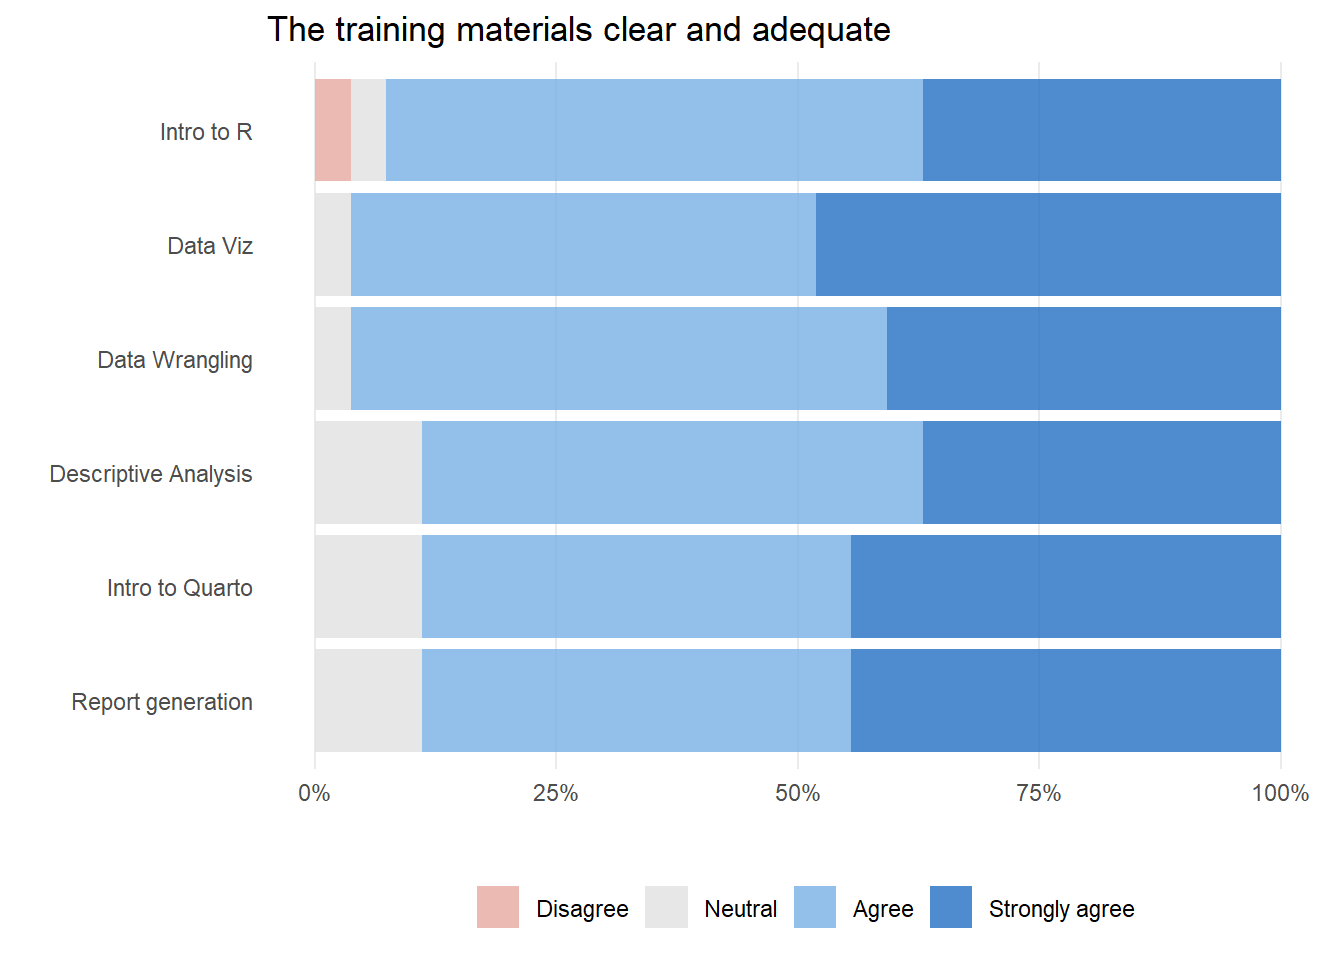 The training materials clear and adequate
Intro to R
Data Viz
Data Wrangling
Descriptive Analysis
Intro to Quarto
Report generation
0% 25% 50% 75% 100%
Disagree Neutral Agree Strongly agree